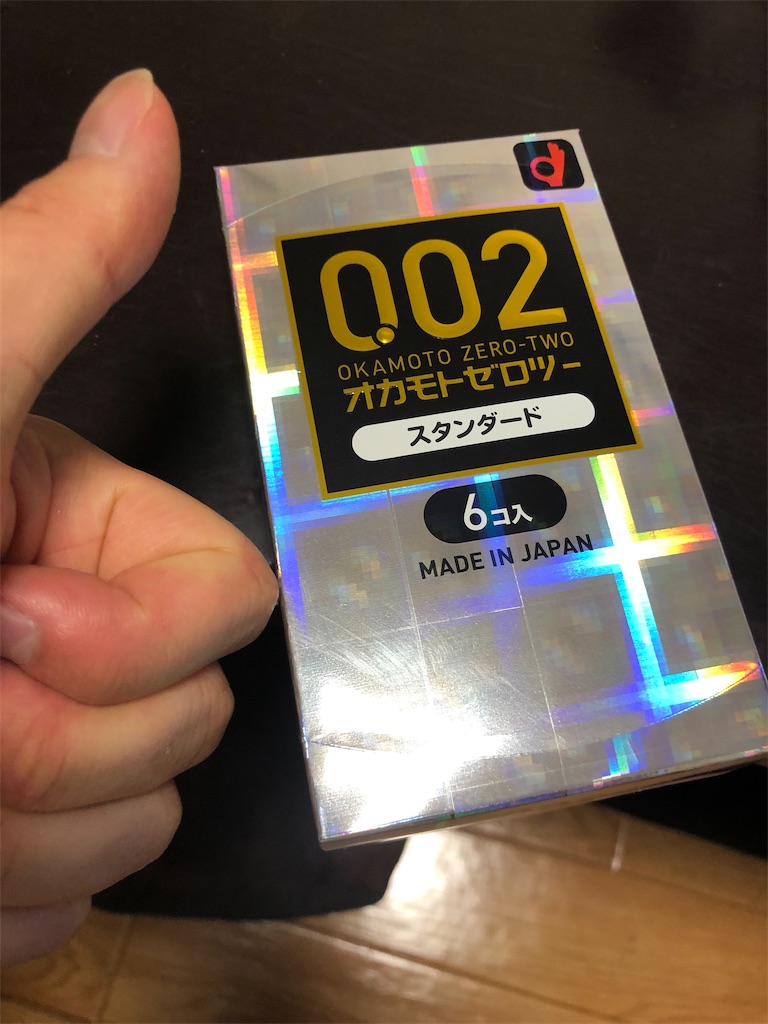 0.02
OKAMOTO ZERO-TWO
オカモトゼロツー
スタンダード
6コ入
MADE IN JAPAN